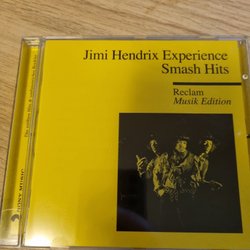 Jimi Hendrix Experience
Smash Hits
Reclam
Musik Edition